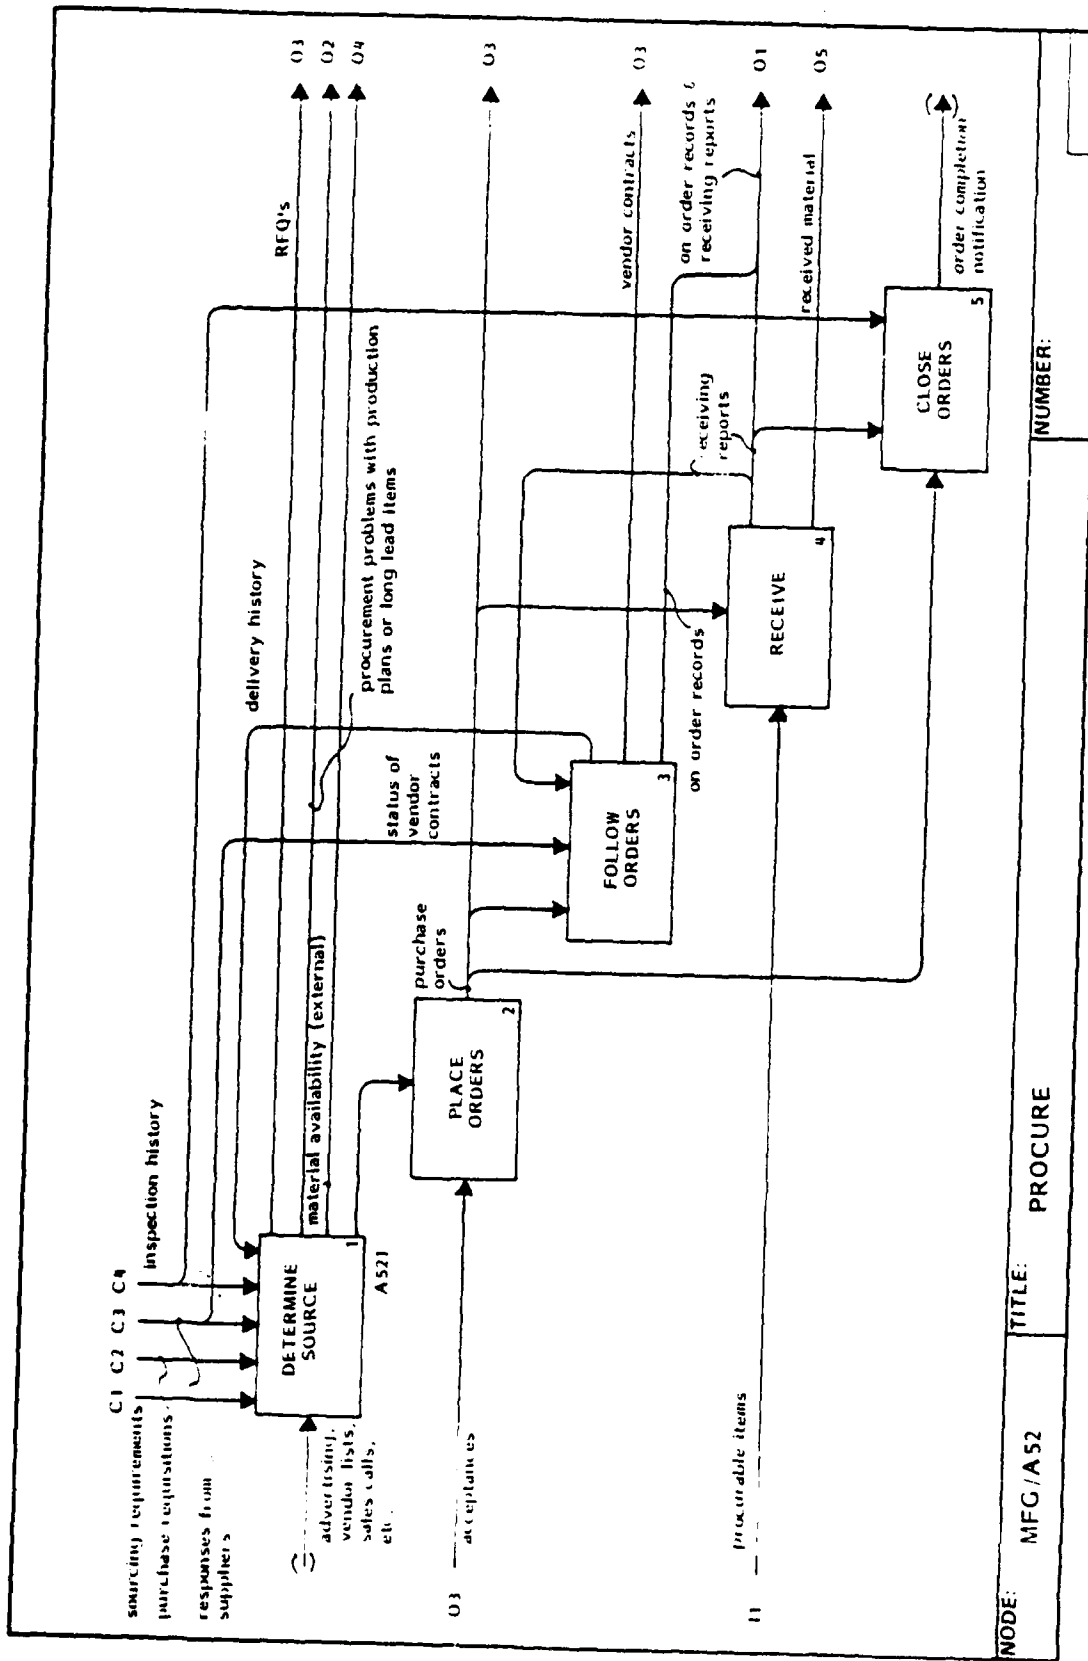 C1 C2 C3 C4
sourcing requirements
purchase requisitions
responses from
suppliers
inspection history
delivery history
RFQ's
O3
O2
O4
advertising,
vendor lists,
sales calls,
etc.
DETERMINE
SOURCE
1
A521
material availability (external)
procurement problems with production
plans or long lead items
status of
vendor
contracts
O3
acceptances
PLACE
ORDERS
2
purchase
orders
O3
FOLLOW
ORDERS
3
vendor contracts
O3
on order records
on order records &
receiving reports
receiving
reports
O1
I1
procurable items
RECEIVE
4
received material
O5
CLOSE
ORDERS
5
order completion
notification
NODE:
MFG/A52
TITLE:
PROCURE
NUMBER: